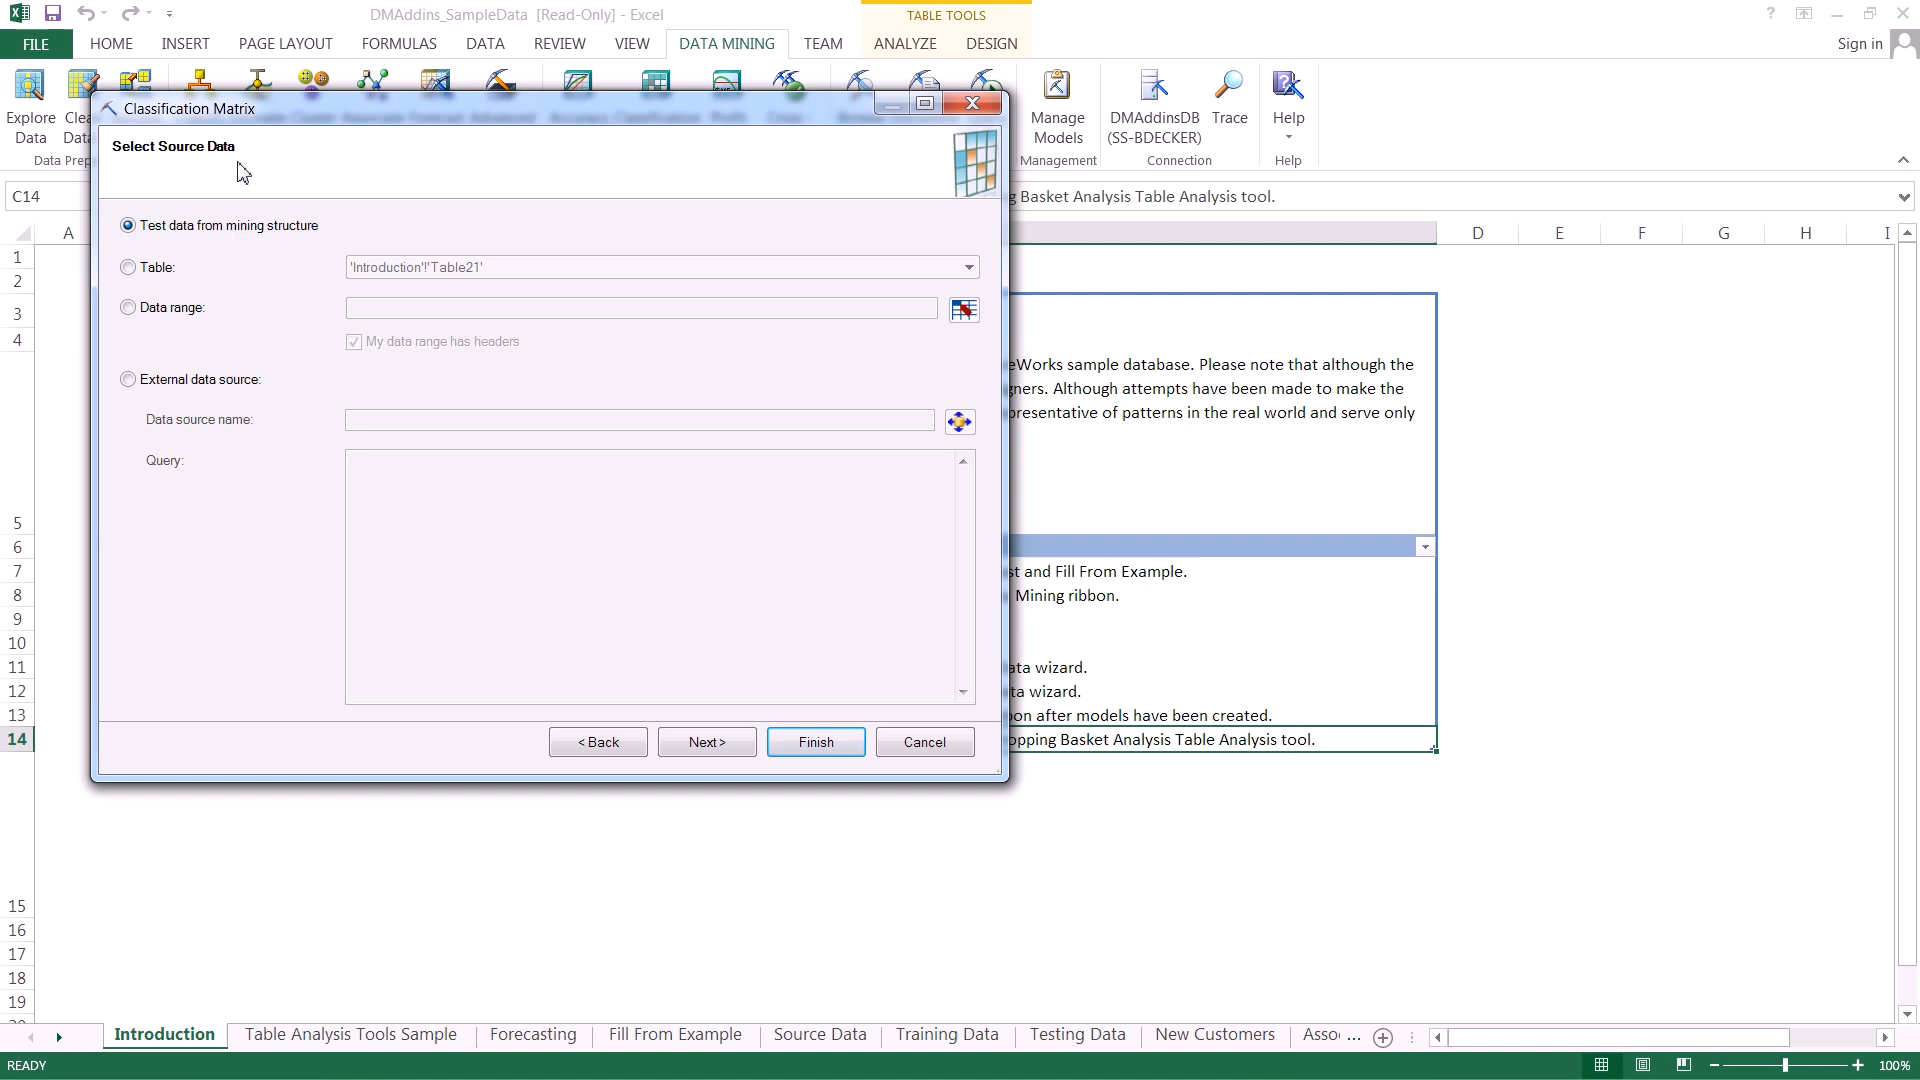 DMAddins_SampleData [Read-Only] - Excel
TABLE TOOLS
?
FILE HOME INSERT PAGE LAYOUT FORMULAS DATA REVIEW VIEW DATA MINING TEAM ANALYZE DESIGN
Sign in
Explore
Data
Data Prep
Manage
Models
Management
DMAddinsDB
(SS-BDECKER)
Trace
Connection
Help
Help
Classification Matrix
Select Source Data
Test data from mining structure
Table:
'Introduction'!'Table21'
Data range:
My data range has headers
External data source:
Data source name:
Query:
< Back
Next >
Finish
Cancel
C14
Basket Analysis Table Analysis tool.
A D E F G H I
1
2
3
4
eWorks sample database. Please note that although the
gners. Although attempts have been made to make the
presentative of patterns in the real world and serve only
5
6
7 st and Fill From Example.
8 Mining ribbon.
9
10
11 ata wizard.
12 ta wizard.
13 on after models have been created.
14 opping Basket Analysis Table Analysis tool.
15
16
17
18
19
Introduction Table Analysis Tools Sample Forecasting Fill From Example Source Data Training Data Testing Data New Customers Asso ...
READY
100%